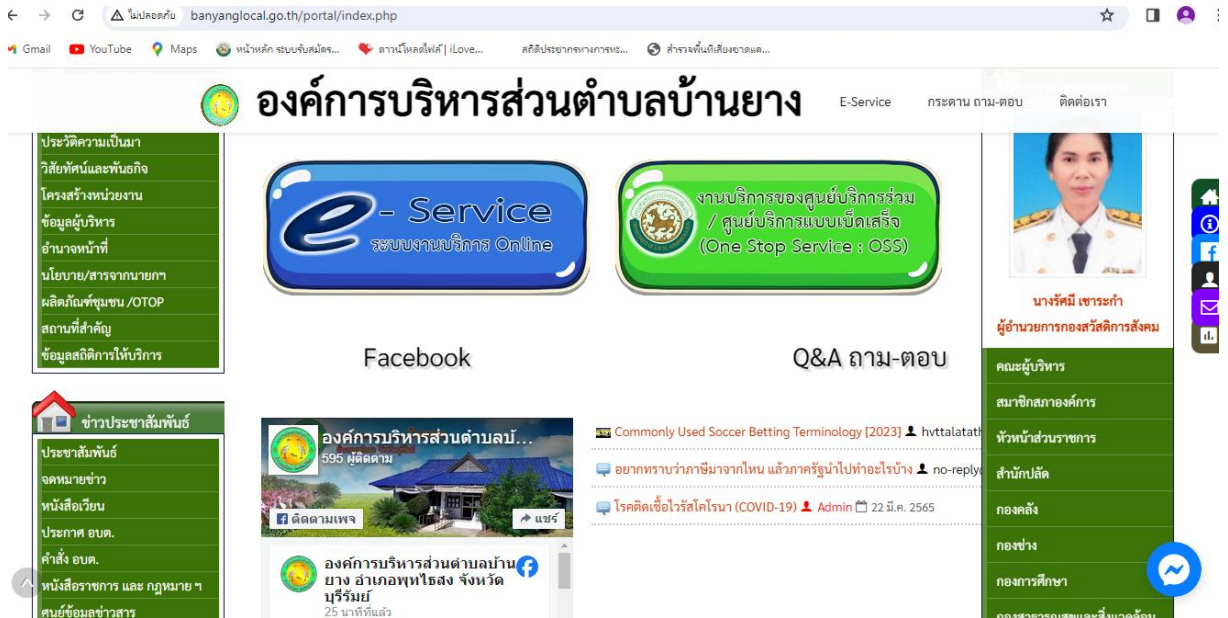 ไม่ปลอดภัย banyanglocal.go.th/portal/index.php
Gmail YouTube Maps หน้าหลัก ระบบรับสมัคร... ดาวน์โหลดไฟล์ | iLove... สถิติประชากรทางการทะ... สำรวจพื้นที่เสี่ยงขาดแค...
องค์การบริหารส่วนตำบลบ้านยาง
E-Service กระดาน ถาม-ตอบ ติดต่อเรา
ประวัติความเป็นมา
วิสัยทัศน์และพันธกิจ
โครงสร้างหน่วยงาน
ข้อมูลผู้บริหาร
อำนาจหน้าที่
นโยบาย/สารจากนายกฯ
ผลิตภัณฑ์ชุมชน /OTOP
สถานที่สำคัญ
ข้อมูลสถิติการให้บริการ
ข่าวประชาสัมพันธ์
ประชาสัมพันธ์
จดหมายข่าว
หนังสือเวียน
ประกาศ อบต.
คำสั่ง อบต.
หนังสือราชการ และ กฎหมาย ฯ
ศูนย์ข้อมูลข่าวสาร
e - Service
ระบบงานบริการ Online
งานบริการของศูนย์บริการร่วม
/ ศูนย์บริการแบบเบ็ดเสร็จ
(One Stop Service : OSS)
Facebook
องค์การบริหารส่วนตำบลบ้...
595 ผู้ติดตาม
ติดตามเพจ
แชร์
องค์การบริหารส่วนตำบลบ้าน
ยาง อำเภอพุทไธสง จังหวัด
บุรีรัมย์
25 นาทีที่แล้ว
Q&A ถาม-ตอบ
Commonly Used Soccer Betting Terminology [2023] hvttalatath
อยากทราบว่าภาษีมาจากไหน แล้วภาครัฐนำไปทำอะไรบ้าง no-reply
โรคติดเชื้อไวรัสโคโรนา (COVID-19) Admin 22 มี.ค. 2565
นางรัศมี เซาะระกำ
ผู้อำนวยการกองสวัสดิการสังคม
คณะผู้บริหาร
สมาชิกสภาองค์การ
หัวหน้าส่วนราชการ
สำนักปลัด
กองคลัง
กองช่าง
กองการศึกษา
กองสาธารณสุขและสิ่งแวดล้อม